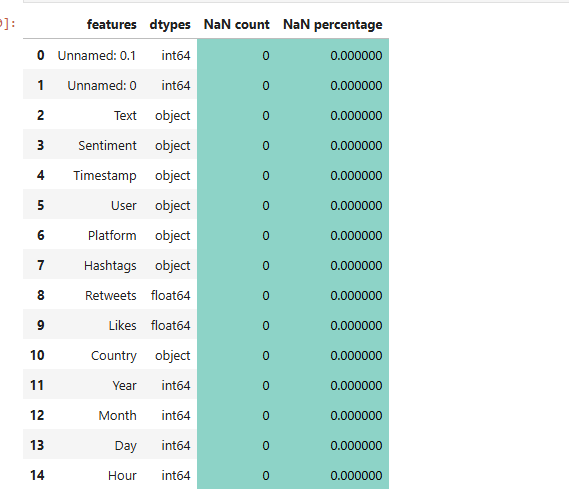 ]:
features dtypes NaN count NaN percentage
0 Unnamed: 0.1 int64 0 0.000000
1 Unnamed: 0 int64 0 0.000000
2 Text object 0 0.000000
3 Sentiment object 0 0.000000
4 Timestamp object 0 0.000000
5 User object 0 0.000000
6 Platform object 0 0.000000
7 Hashtags object 0 0.000000
8 Retweets float64 0 0.000000
9 Likes float64 0 0.000000
10 Country object 0 0.000000
11 Year int64 0 0.000000
12 Month int64 0 0.000000
13 Day int64 0 0.000000
14 Hour int64 0 0.000000